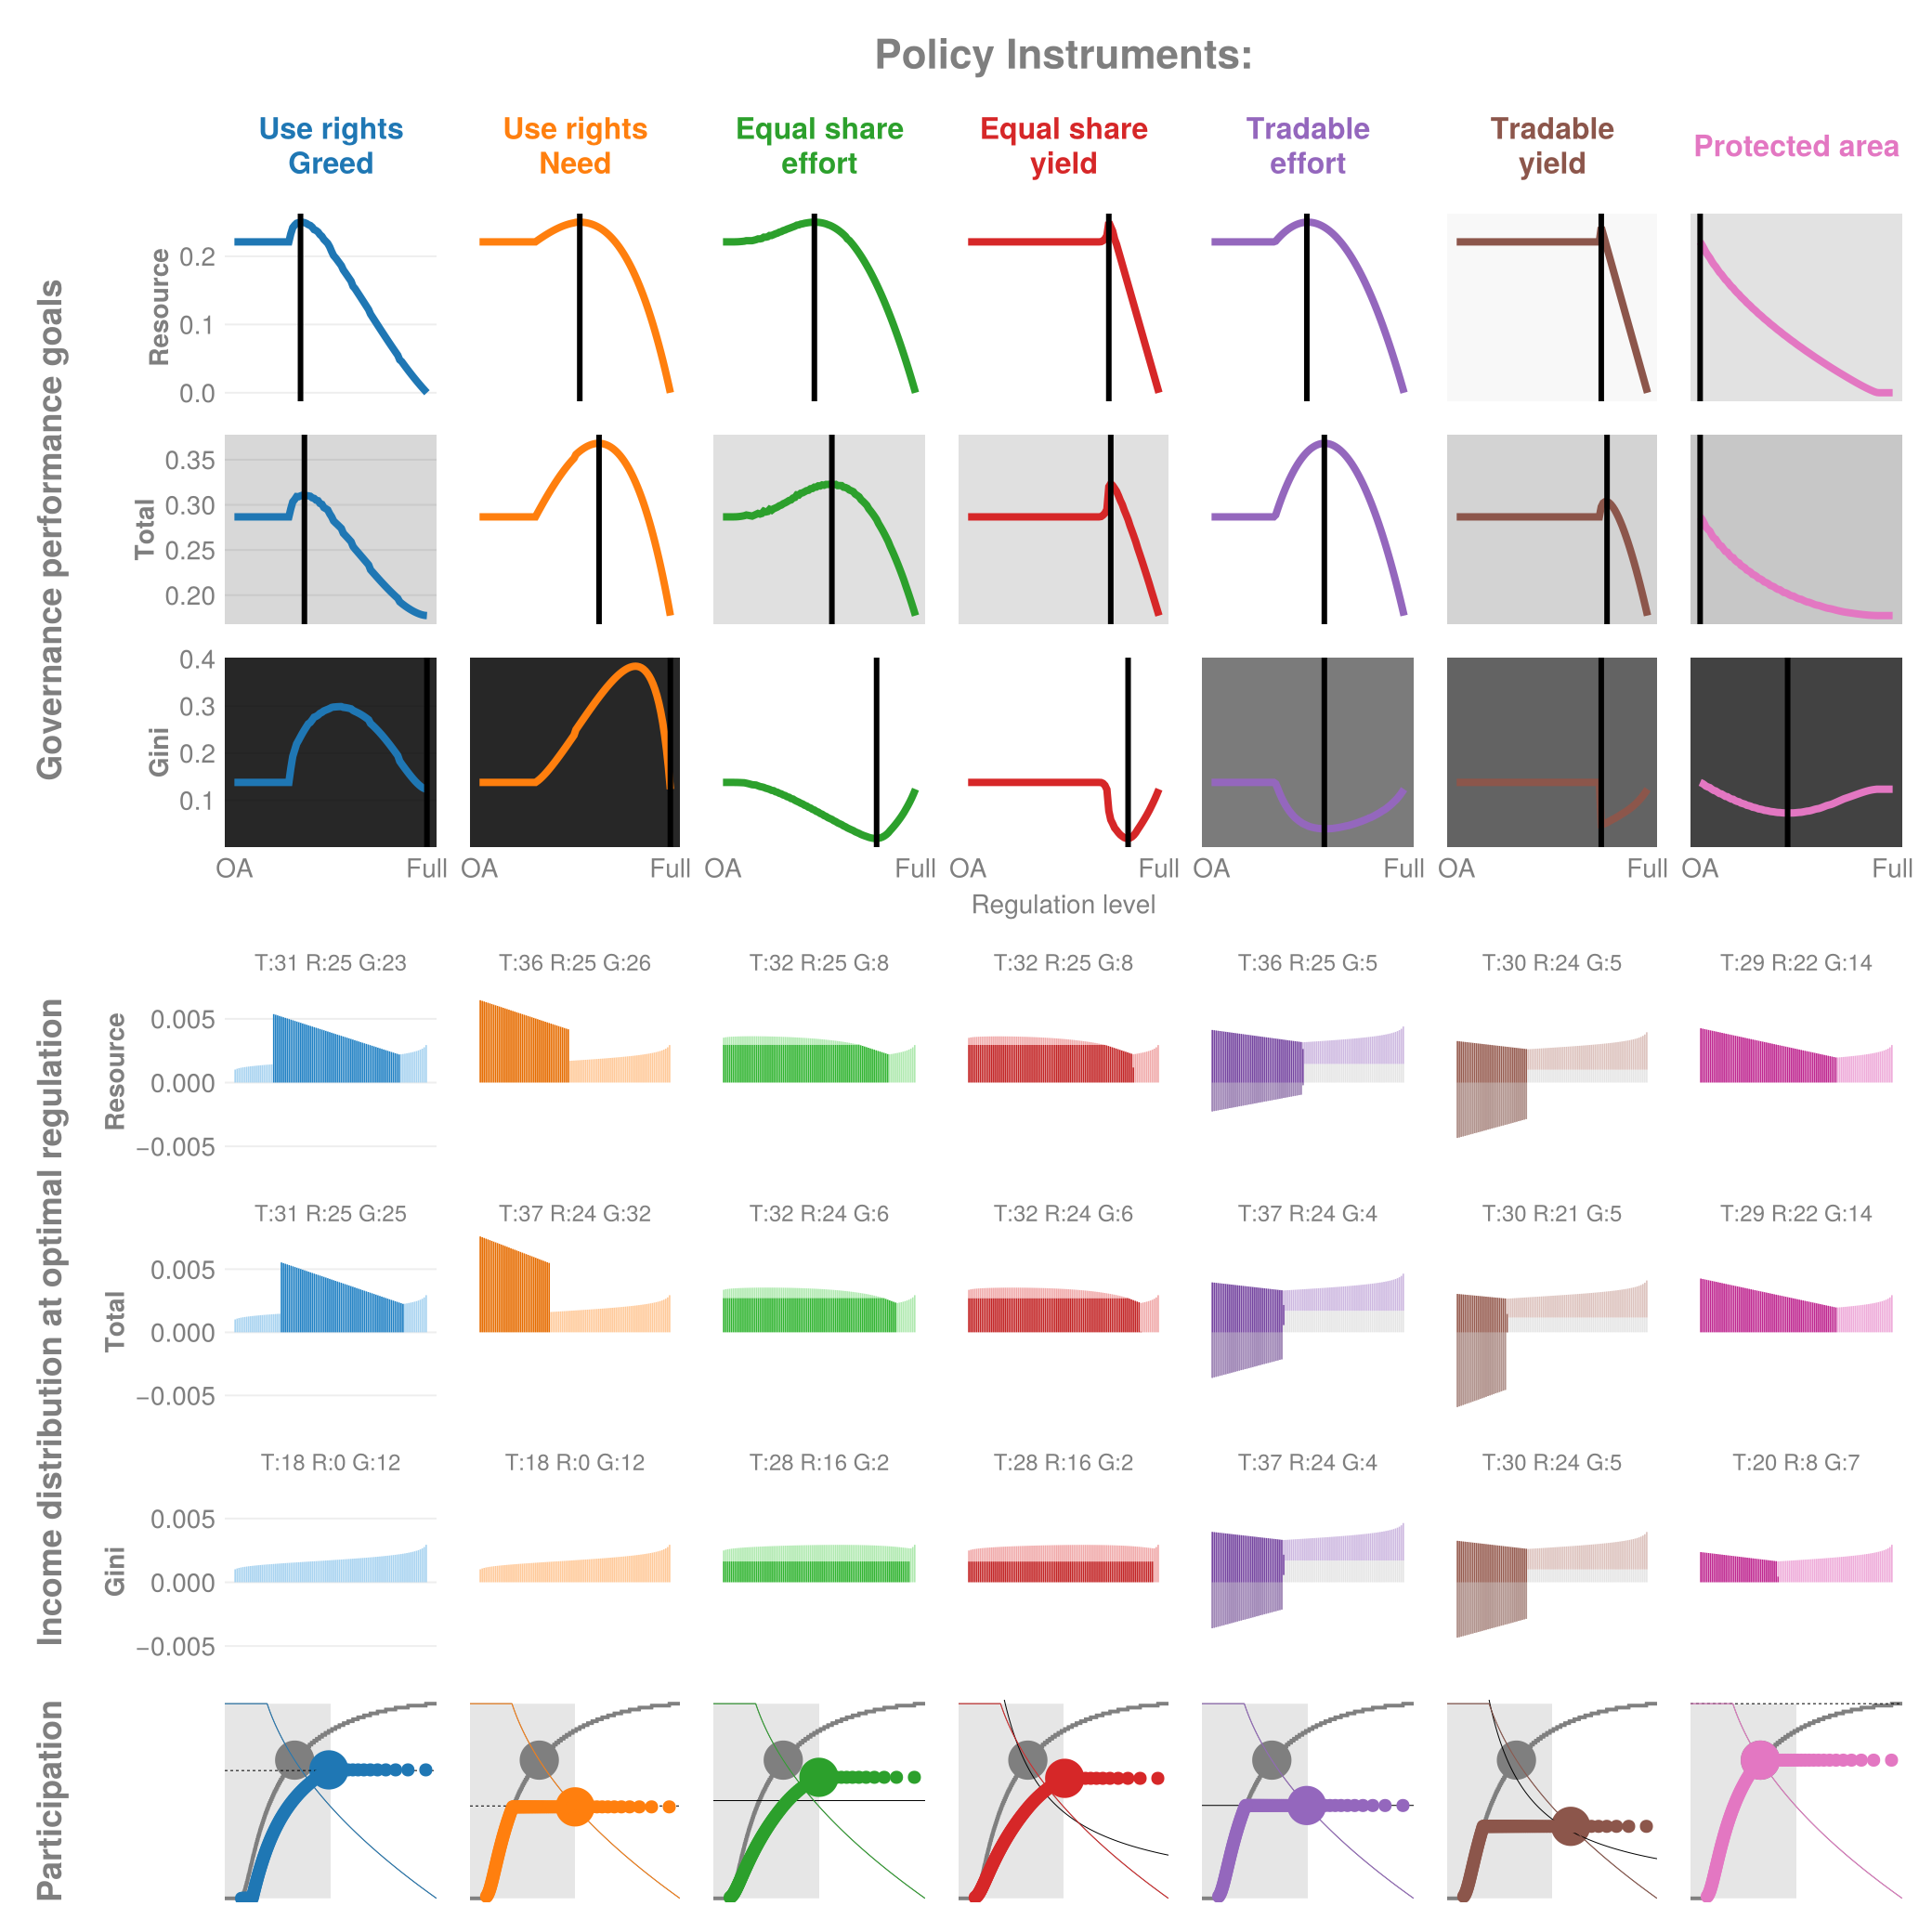 Policy Instruments:
Use rights
Greed
Use rights
Need
Equal share
effort
Equal share
yield
Tradable
effort
Tradable
yield
Protected area
Governance performance goals
Resource
0.2
0.1
0.0
Total
0.35
0.30
0.25
0.20
Gini
0.4
0.3
0.2
0.1
OA Full OA Full OA Full OA Full OA Full OA Full OA Full
Regulation level
Income distribution at optimal regulation
T:31 R:25 G:23 T:36 R:25 G:26 T:32 R:25 G:8 T:32 R:25 G:8 T:36 R:25 G:5 T:30 R:24 G:5 T:29 R:22 G:14
Resource
0.005
0.000
−0.005
T:31 R:25 G:25 T:37 R:24 G:32 T:32 R:24 G:6 T:32 R:24 G:6 T:37 R:24 G:4 T:30 R:21 G:5 T:29 R:22 G:14
Total
0.005
0.000
−0.005
T:18 R:0 G:12 T:18 R:0 G:12 T:28 R:16 G:2 T:28 R:16 G:2 T:37 R:24 G:4 T:30 R:24 G:5 T:20 R:8 G:7
Gini
0.005
0.000
−0.005
Participation